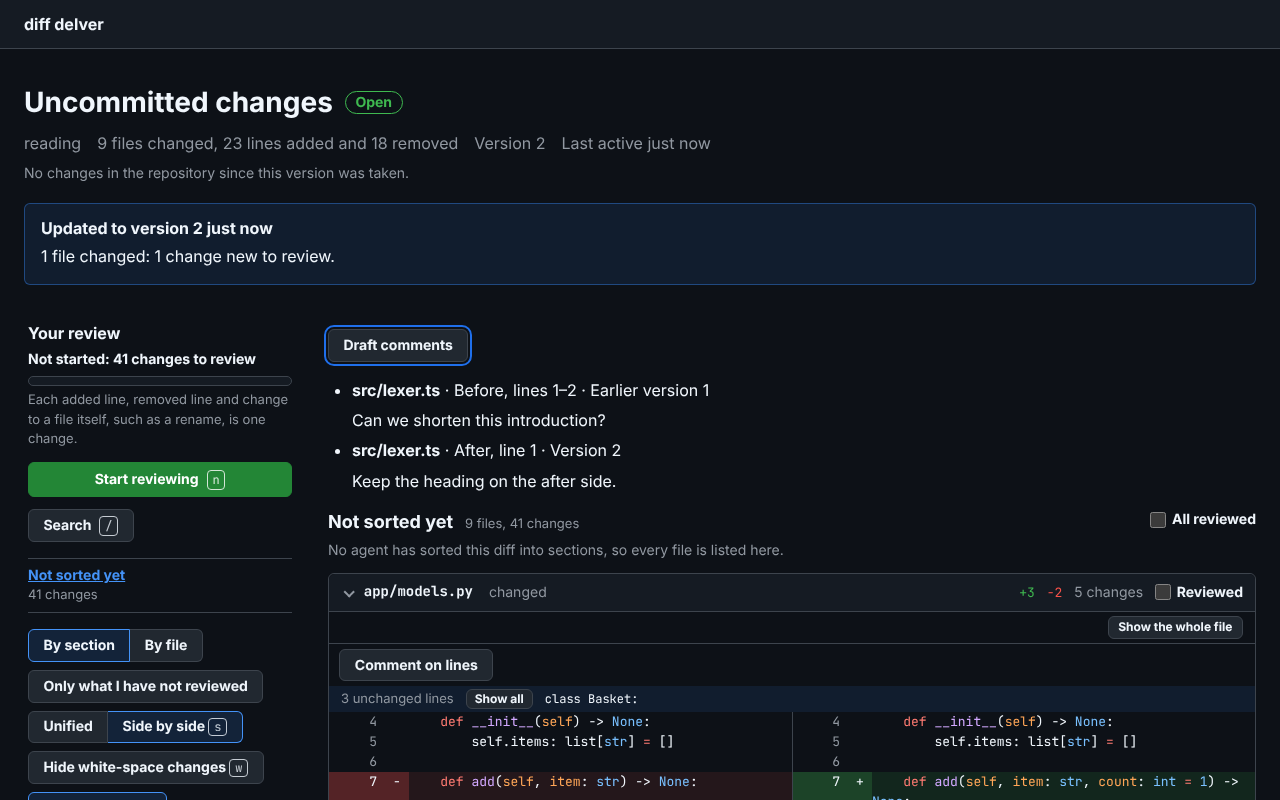 diff delver
Uncommitted changes Open
reading 9 files changed, 23 lines added and 18 removed Version 2 Last active just now
No changes in the repository since this version was taken.
Updated to version 2 just now
1 file changed: 1 change new to review.
Your review
Not started: 41 changes to review
Each added line, removed line and change
to a file itself, such as a rename, is one
change.
Start reviewing n
Search /
Not sorted yet
41 changes
By section By file
Only what I have not reviewed
Unified Side by side s
Hide white-space changes w
Draft comments
• src/lexer.ts · Before, lines 1–2 · Earlier version 1
Can we shorten this introduction?
• src/lexer.ts · After, line 1 · Version 2
Keep the heading on the after side.
Not sorted yet 9 files, 41 changes All reviewed
No agent has sorted this diff into sections, so every file is listed here.
app/models.py changed +3 -2 5 changes Reviewed
Show the whole file
Comment on lines
3 unchanged lines Show all class Basket:
4 def __init__(self) -> None: 4 def __init__(self) -> None:
5 self.items: list[str] = [] 5 self.items: list[str] = []
6 6
7 - def add(self, item: str) -> None: 7 + def add(self, item: str, count: int = 1) ->
None: